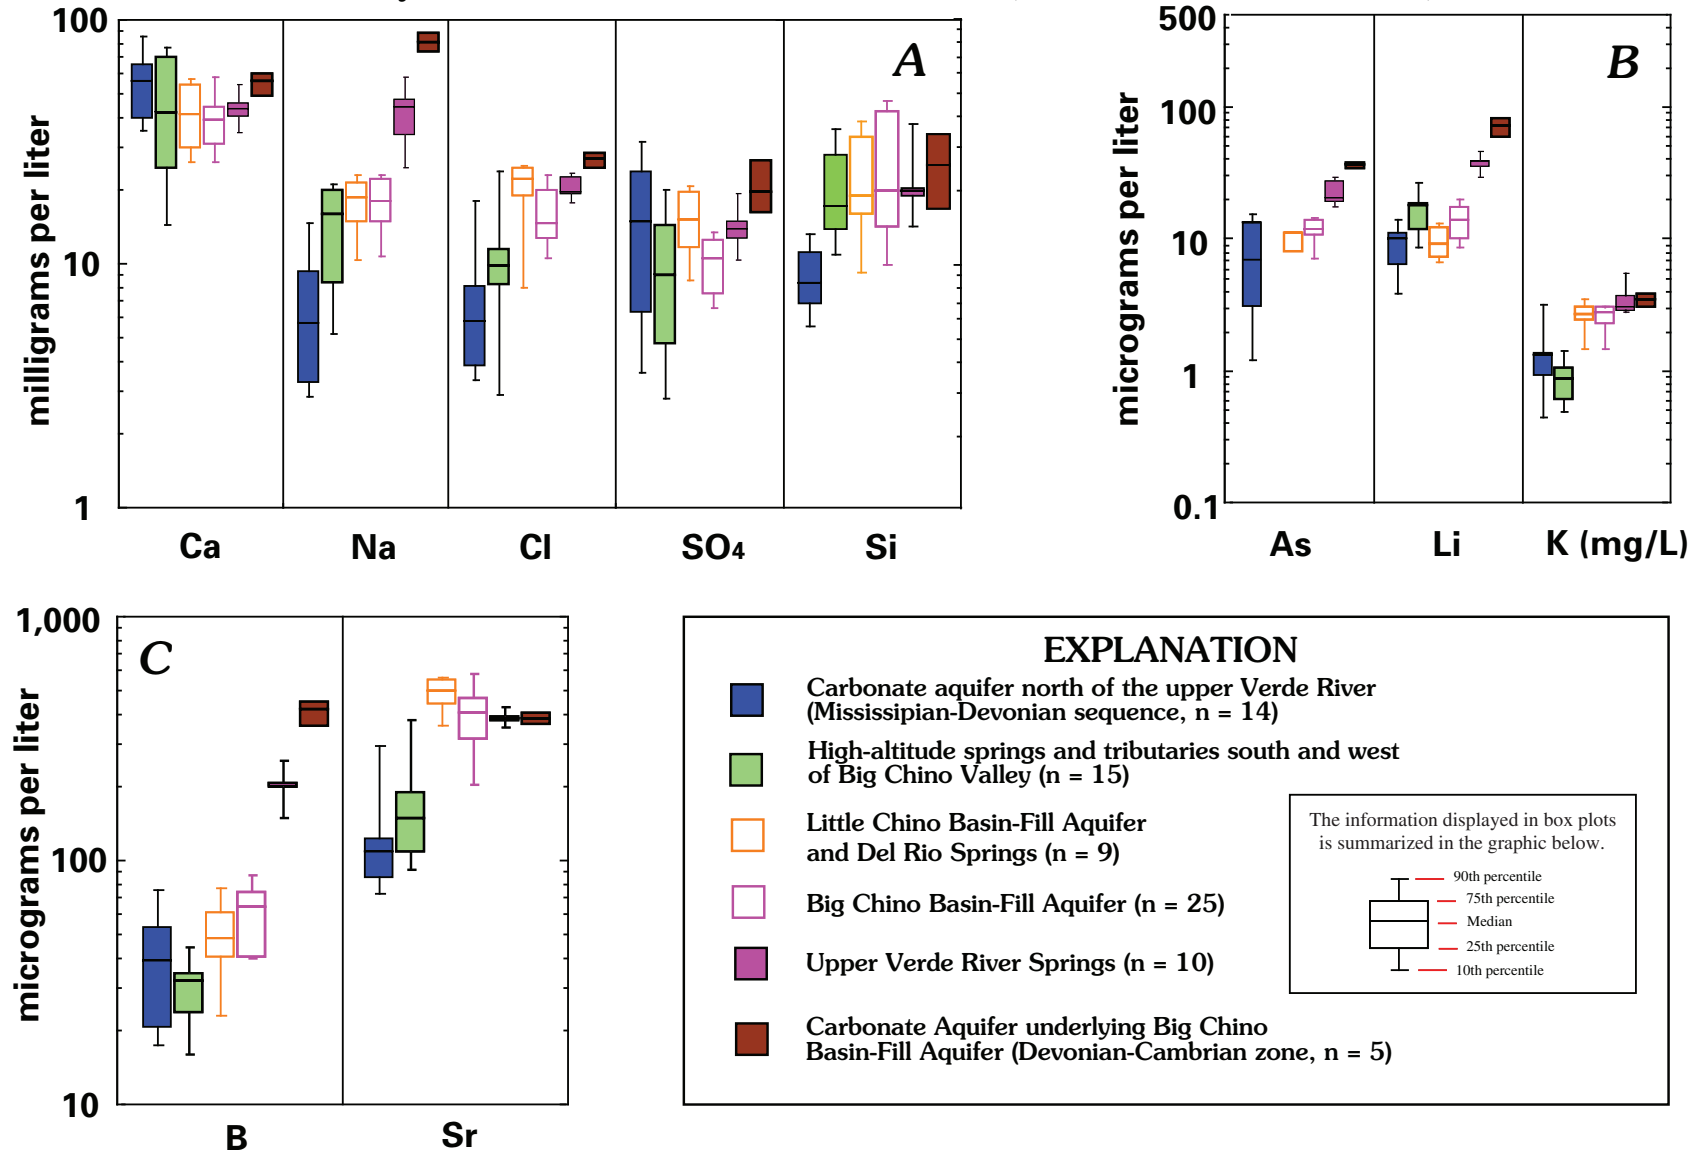 100
10
1
milligrams per liter
A
Ca
Na
Cl
SO4
Si
500
100
10
1
0.1
micrograms per liter
B
As
Li
K (mg/L)
1,000
100
10
micrograms per liter
C
B
Sr
EXPLANATION
Carbonate aquifer north of the upper Verde River
(Mississipian-Devonian sequence, n = 14)
High-altitude springs and tributaries south and west
of Big Chino Valley (n = 15)
Little Chino Basin-Fill Aquifer
and Del Rio Springs (n = 9)
Big Chino Basin-Fill Aquifer (n = 25)
Upper Verde River Springs (n = 10)
Carbonate Aquifer underlying Big Chino
Basin-Fill Aquifer (Devonian-Cambrian zone, n = 5)
The information displayed in box plots
is summarized in the graphic below.
90th percentile
75th percentile
Median
25th percentile
10th percentile